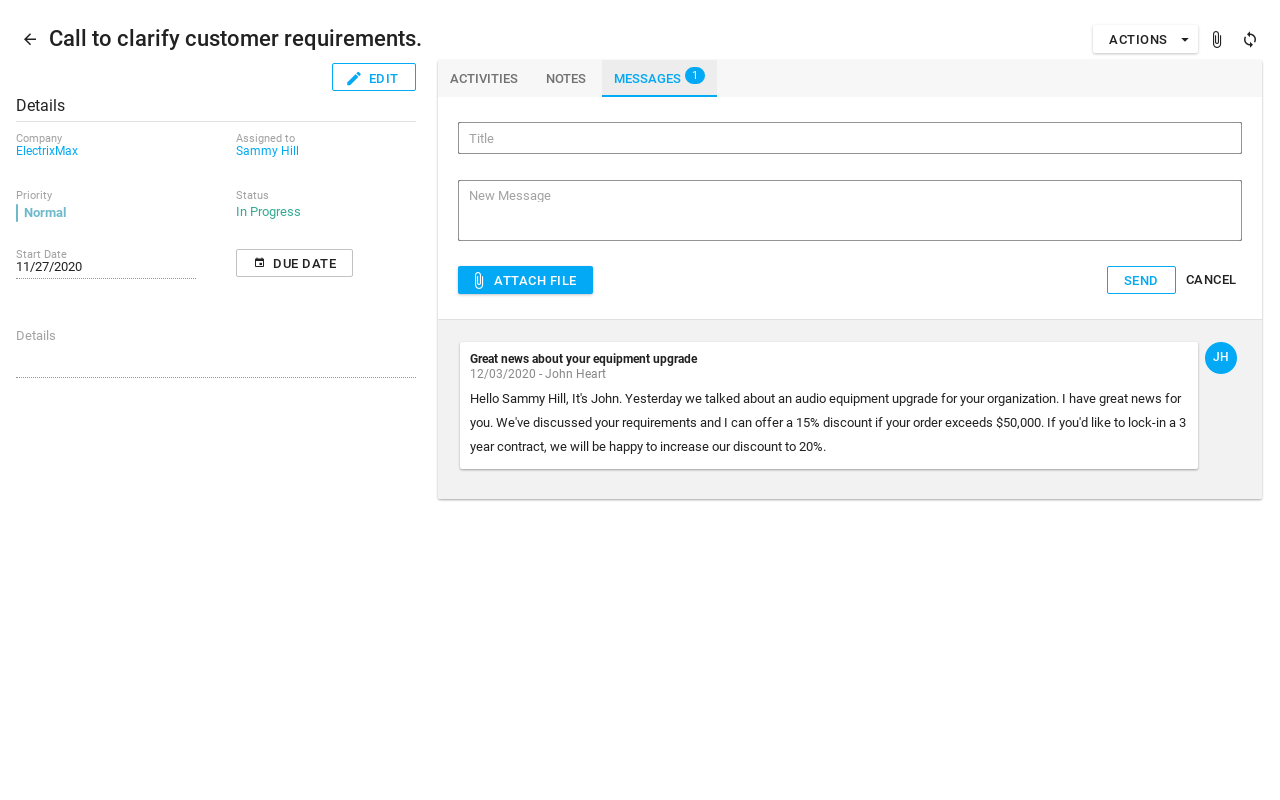 Call to clarify customer requirements.
ACTIONS
EDIT
Details
Company
ElectrixMax
Assigned to
Sammy Hill
Priority
Normal
Status
In Progress
Start Date
11/27/2020
DUE DATE
Details
ACTIVITIES
NOTES
MESSAGES 1
Title
New Message
ATTACH FILE
SEND
CANCEL
Great news about your equipment upgrade
JH
12/03/2020 - John Heart
Hello Sammy Hill, It's John. Yesterday we talked about an audio equipment upgrade for your organization. I have great news for
you. We've discussed your requirements and I can offer a 15% discount if your order exceeds $50,000. If you'd like to lock-in a 3
year contract, we will be happy to increase our discount to 20%.